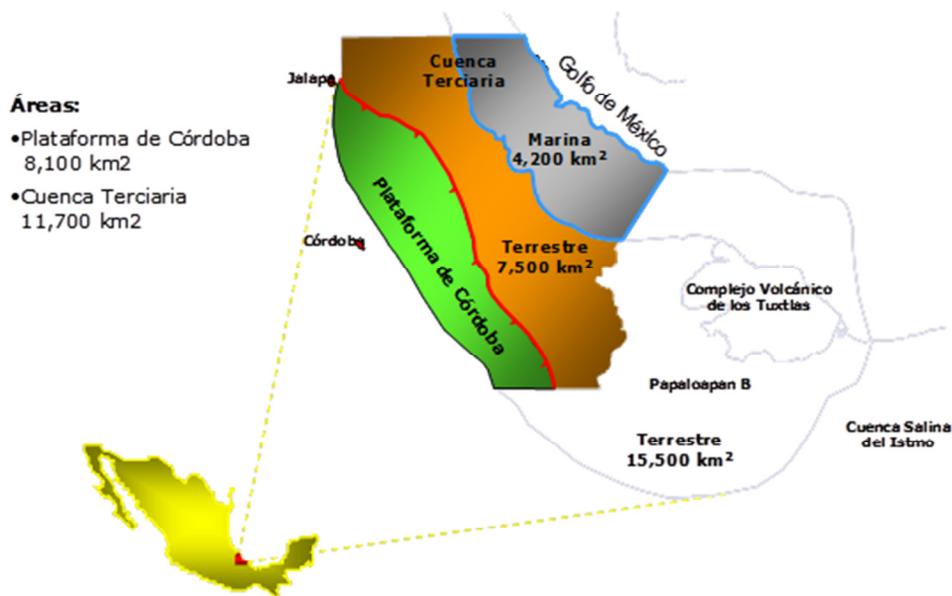 Áreas:
•Plataforma de Córdoba
8,100 km2
•Cuenca Terciaria
11,700 km2
Jalapa
Córdoba
Cuenca
Terciaria
Golfo de México
Marina
4,200 km²
Plataforma de Córdoba
Terrestre
7,500 km²
Complejo Volcánico
de los Tuxtlas
Papaloapan B
Terrestre
15,500 km²
Cuenca Salina
del Istmo